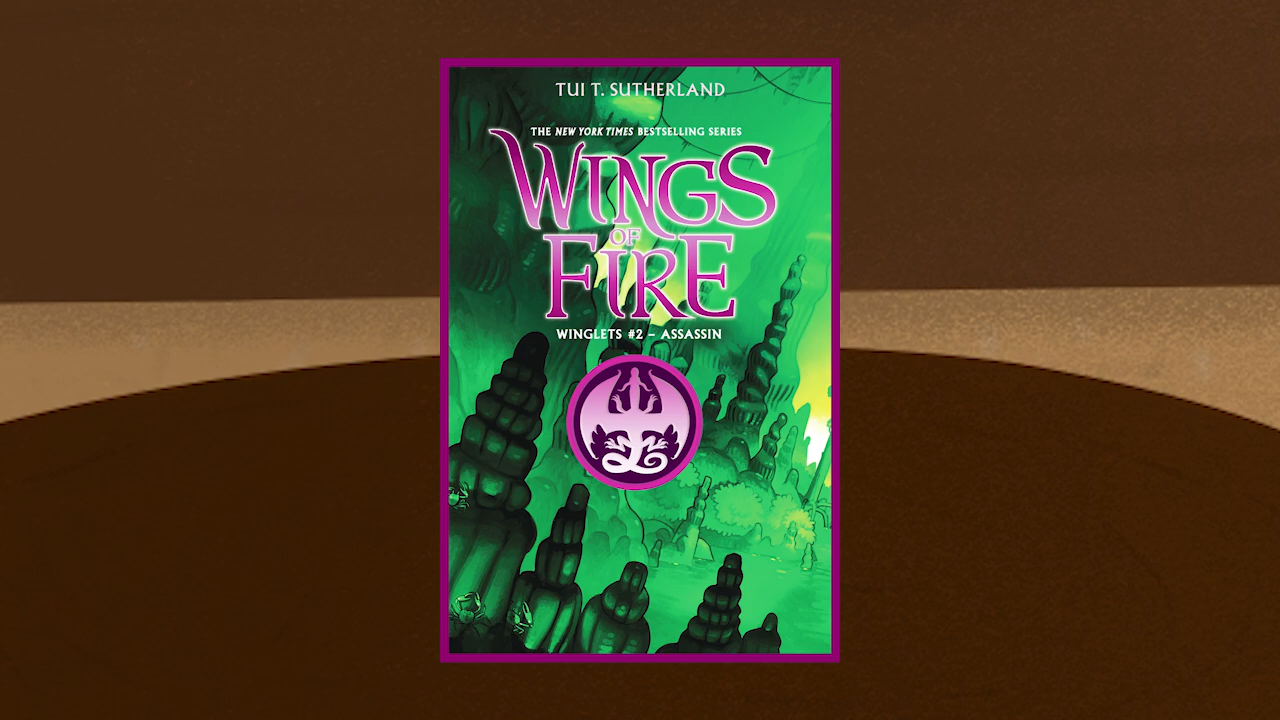 TUI T. SUTHERLAND
THE NEW YORK TIMES BESTSELLING SERIES
WINGS
OF
FIRE
WINGLETS #2 – ASSASSIN